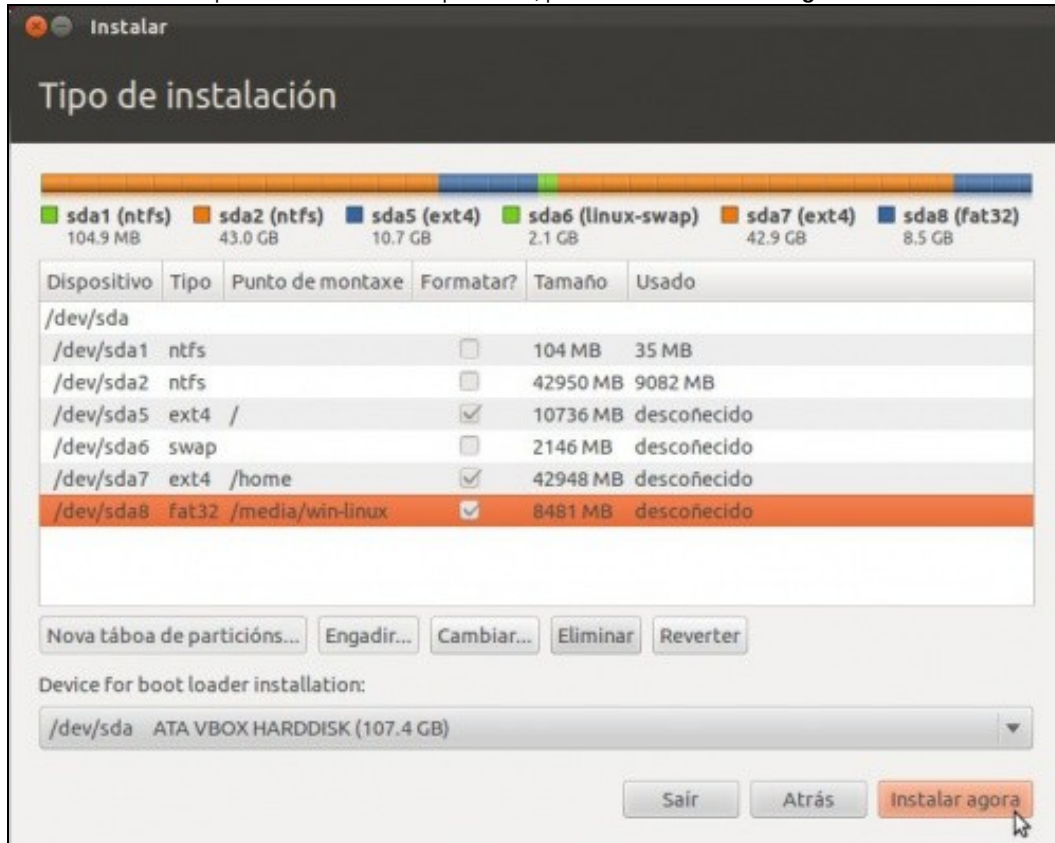 Instalar
Tipo de instalación
sda1 (ntfs) sda2 (ntfs) sda5 (ext4) sda6 (linux-swap) sda7 (ext4) sda8 (fat32)
104.9 MB 43.0 GB 10.7 GB 2.1 GB 42.9 GB 8.5 GB
Dispositivo Tipo Punto de montaxe Formatar? Tamaño Usado
/dev/sda
/dev/sda1 ntfs 104 MB 35 MB
/dev/sda2 ntfs 42950 MB 9082 MB
/dev/sda5 ext4 / 10736 MB descoñecido
/dev/sda6 swap 2146 MB descoñecido
/dev/sda7 ext4 /home 42948 MB descoñecido
/dev/sda8 fat32 /media/win-linux 8481 MB descoñecido
Nova táboa de particións... Engadir... Cambiar... Eliminar Reverter
Device for boot loader installation:
/dev/sda ATA VBOX HARDDISK (107.4 GB)
Saír Atrás Instalar agora